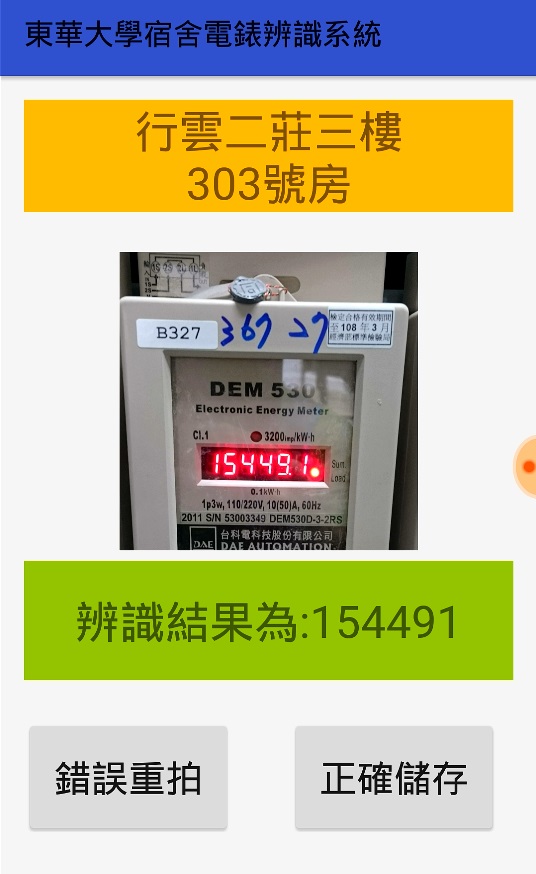 東華大學宿舍電錶辨識系統
行雲二莊三樓
303號房
B327
367 27
檢定合格有效期間
至108年3月
經濟部標準檢驗局
DEM 530
Electronic Energy Meter
Cl.1
3200imp/kW·h
15449.1.
Sum
Load
0.1kW·h
1p3w, 110/220V, 10(50)A, 60Hz
2011 S/N 53003349 DEM530D-3-2RS
DAE
台科電科技股份有限公司
DAE AUTOMATION
辨識結果為:154491
錯誤重拍
正確儲存